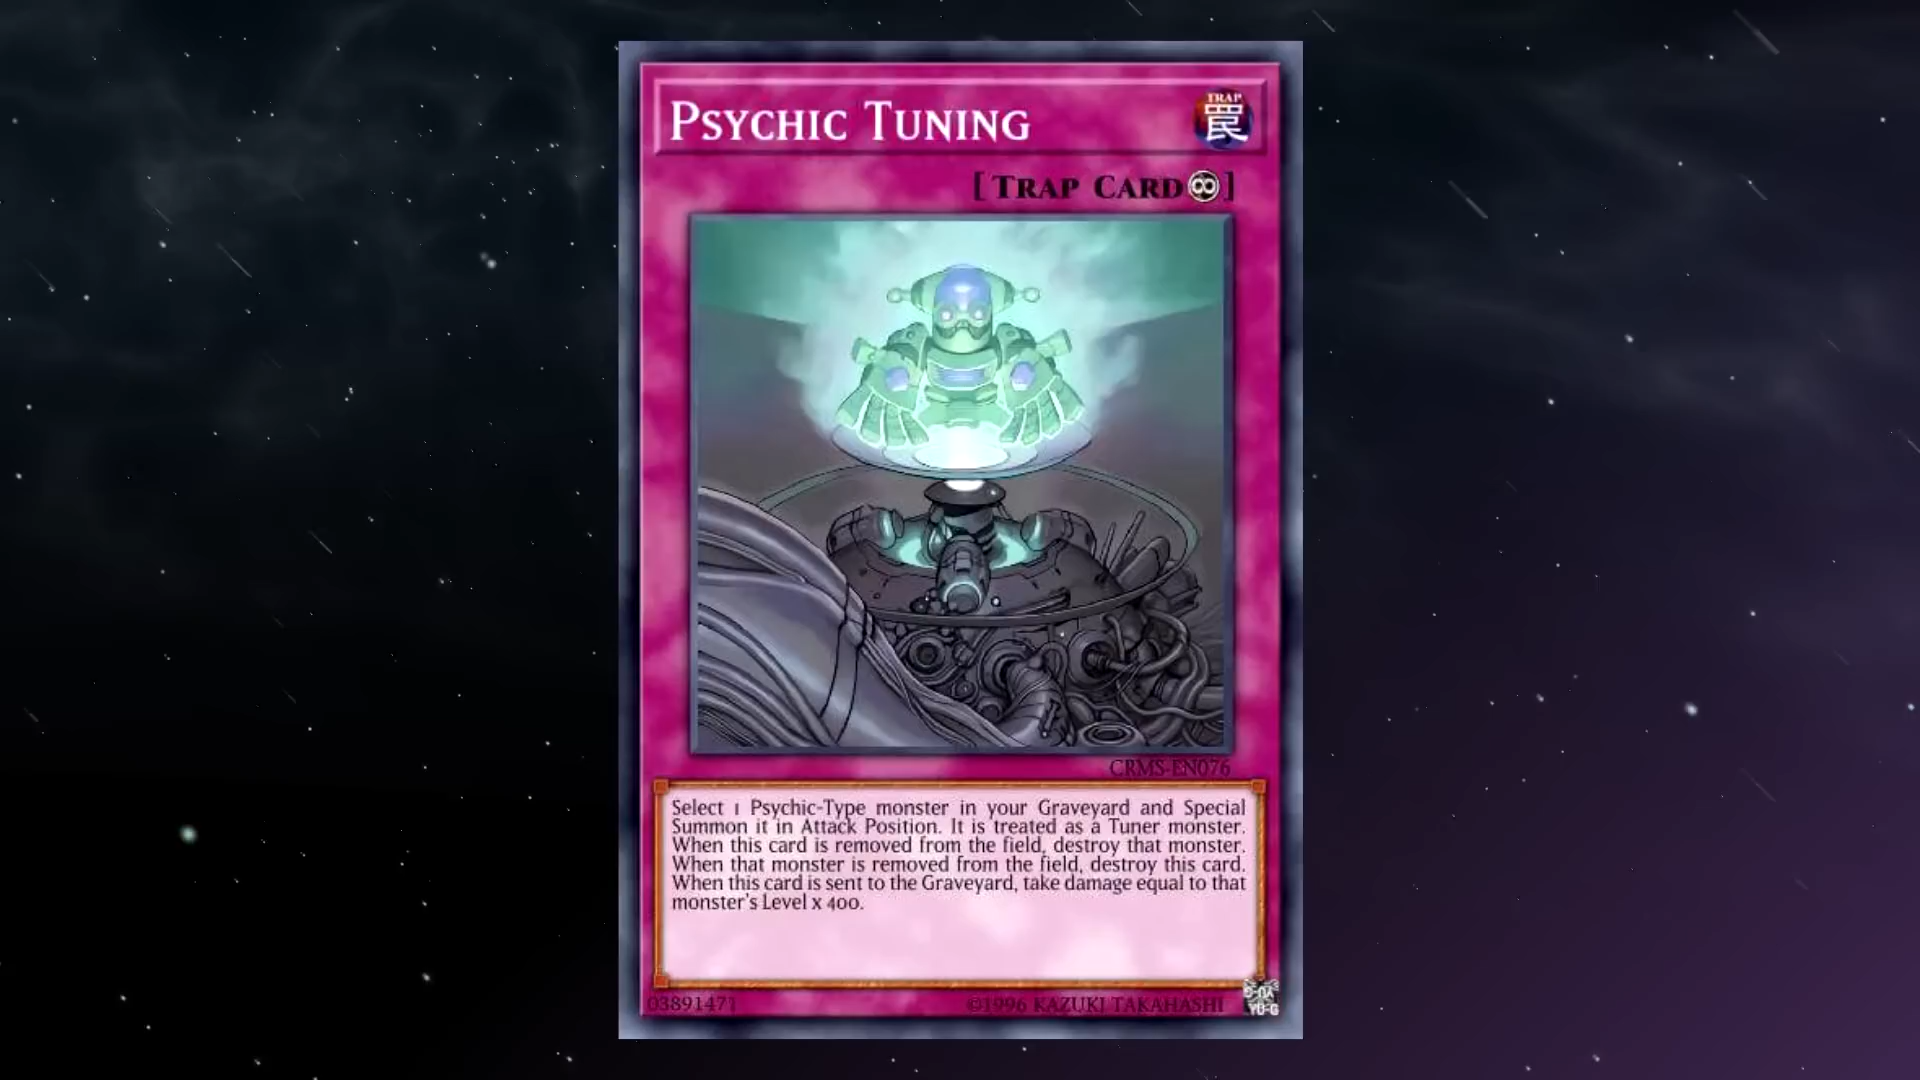 PSYCHIC TUNING
TRAP
罠
[TRAP CARD∞]
CRMS-EN076
Select 1 Psychic-Type monster in your Graveyard and Special
Summon it in Attack Position. It is treated as a Tuner monster.
When this card is removed from the field, destroy that monster.
When that monster is removed from the field, destroy this card.
When this card is sent to the Graveyard, take damage equal to that
monster's Level x 400.
03891471
©1996 KAZUKI TAKAHASHI